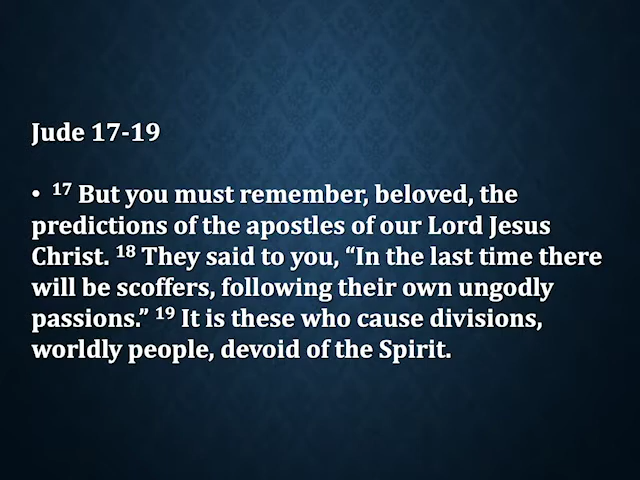 Jude 17-19
• 17 But you must remember, beloved, the
predictions of the apostles of our Lord Jesus
Christ. 18 They said to you, “In the last time there
will be scoffers, following their own ungodly
passions.” 19 It is these who cause divisions,
worldly people, devoid of the Spirit.